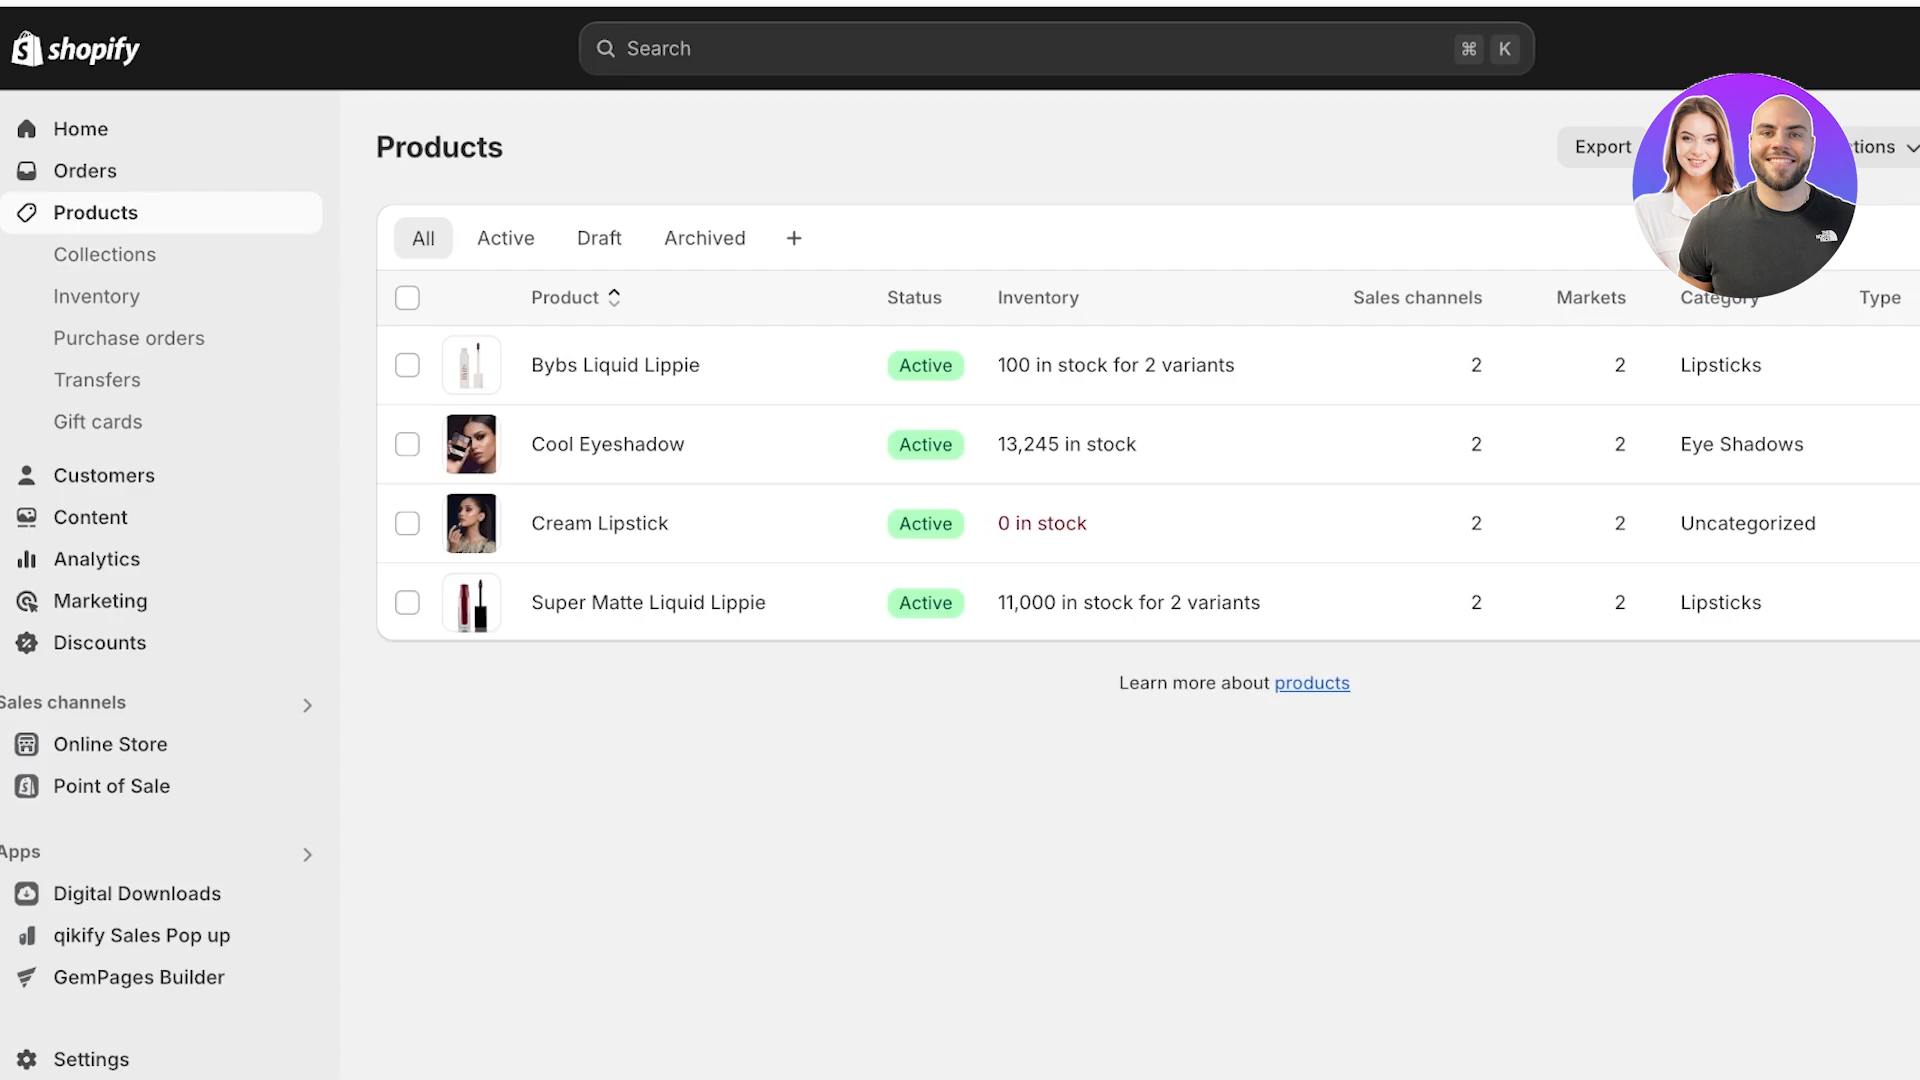 shopify
Search
⌘ K
Home
Orders
Products
Collections
Inventory
Purchase orders
Transfers
Gift cards
Customers
Content
Analytics
Marketing
Discounts
Sales channels
Online Store
Point of Sale
Apps
Digital Downloads
qikify Sales Pop up
GemPages Builder
Settings
Products
Export
ctions
All Active Draft Archived +
Product Status Inventory Sales channels Markets Category Type
Bybs Liquid Lippie Active 100 in stock for 2 variants 2 2 Lipsticks
Cool Eyeshadow Active 13,245 in stock 2 2 Eye Shadows
Cream Lipstick Active 0 in stock 2 2 Uncategorized
Super Matte Liquid Lippie Active 11,000 in stock for 2 variants 2 2 Lipsticks
Learn more about products